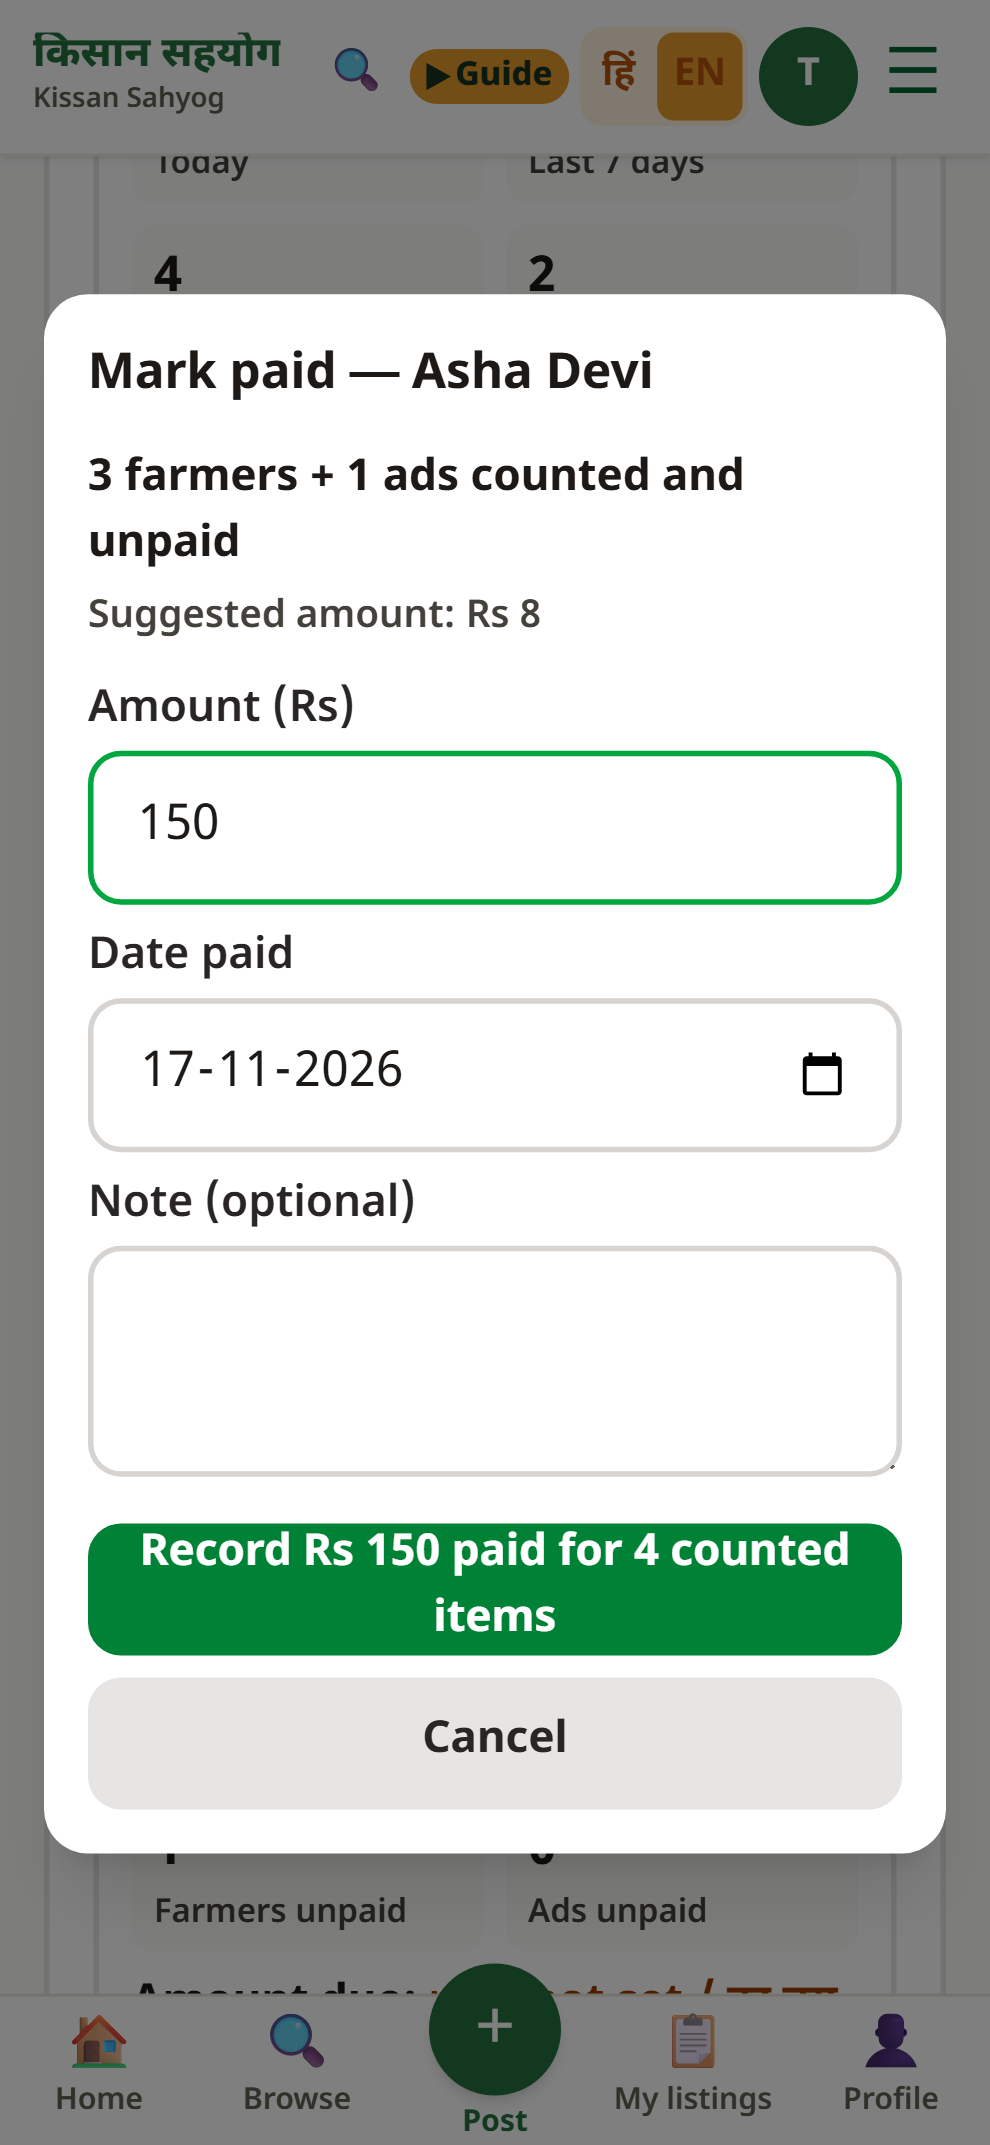 किसान सहयोग
Kissan Sahyog
Guide
हिं
EN
T
Today
Last 7 days
4
2
Mark paid — Asha Devi
3 farmers + 1 ads counted and
unpaid
Suggested amount: Rs 8
Amount (Rs)
150
Date paid
17-11-2026
Note (optional)
Record Rs 150 paid for 4 counted
items
Cancel
Farmers unpaid
Ads unpaid
Amount due:
Home
Browse
Post
My listings
Profile